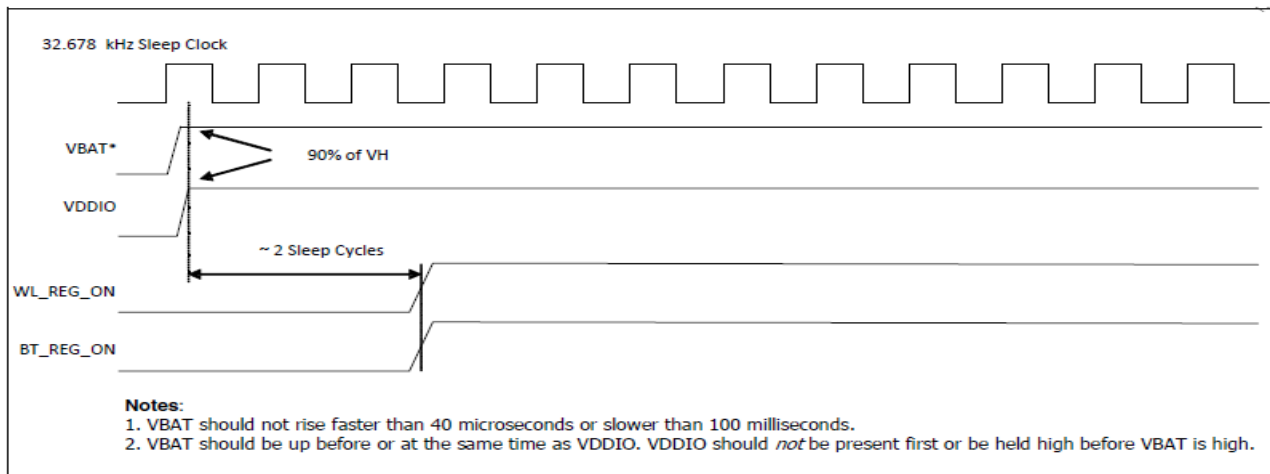 32.678 kHz Sleep Clock
VBAT*
90% of VH
VDDIO
~ 2 Sleep Cycles
WL_REG_ON
BT_REG_ON
Notes:
1. VBAT should not rise faster than 40 microseconds or slower than 100 milliseconds.
2. VBAT should be up before or at the same time as VDDIO. VDDIO should not be present first or be held high before VBAT is high.